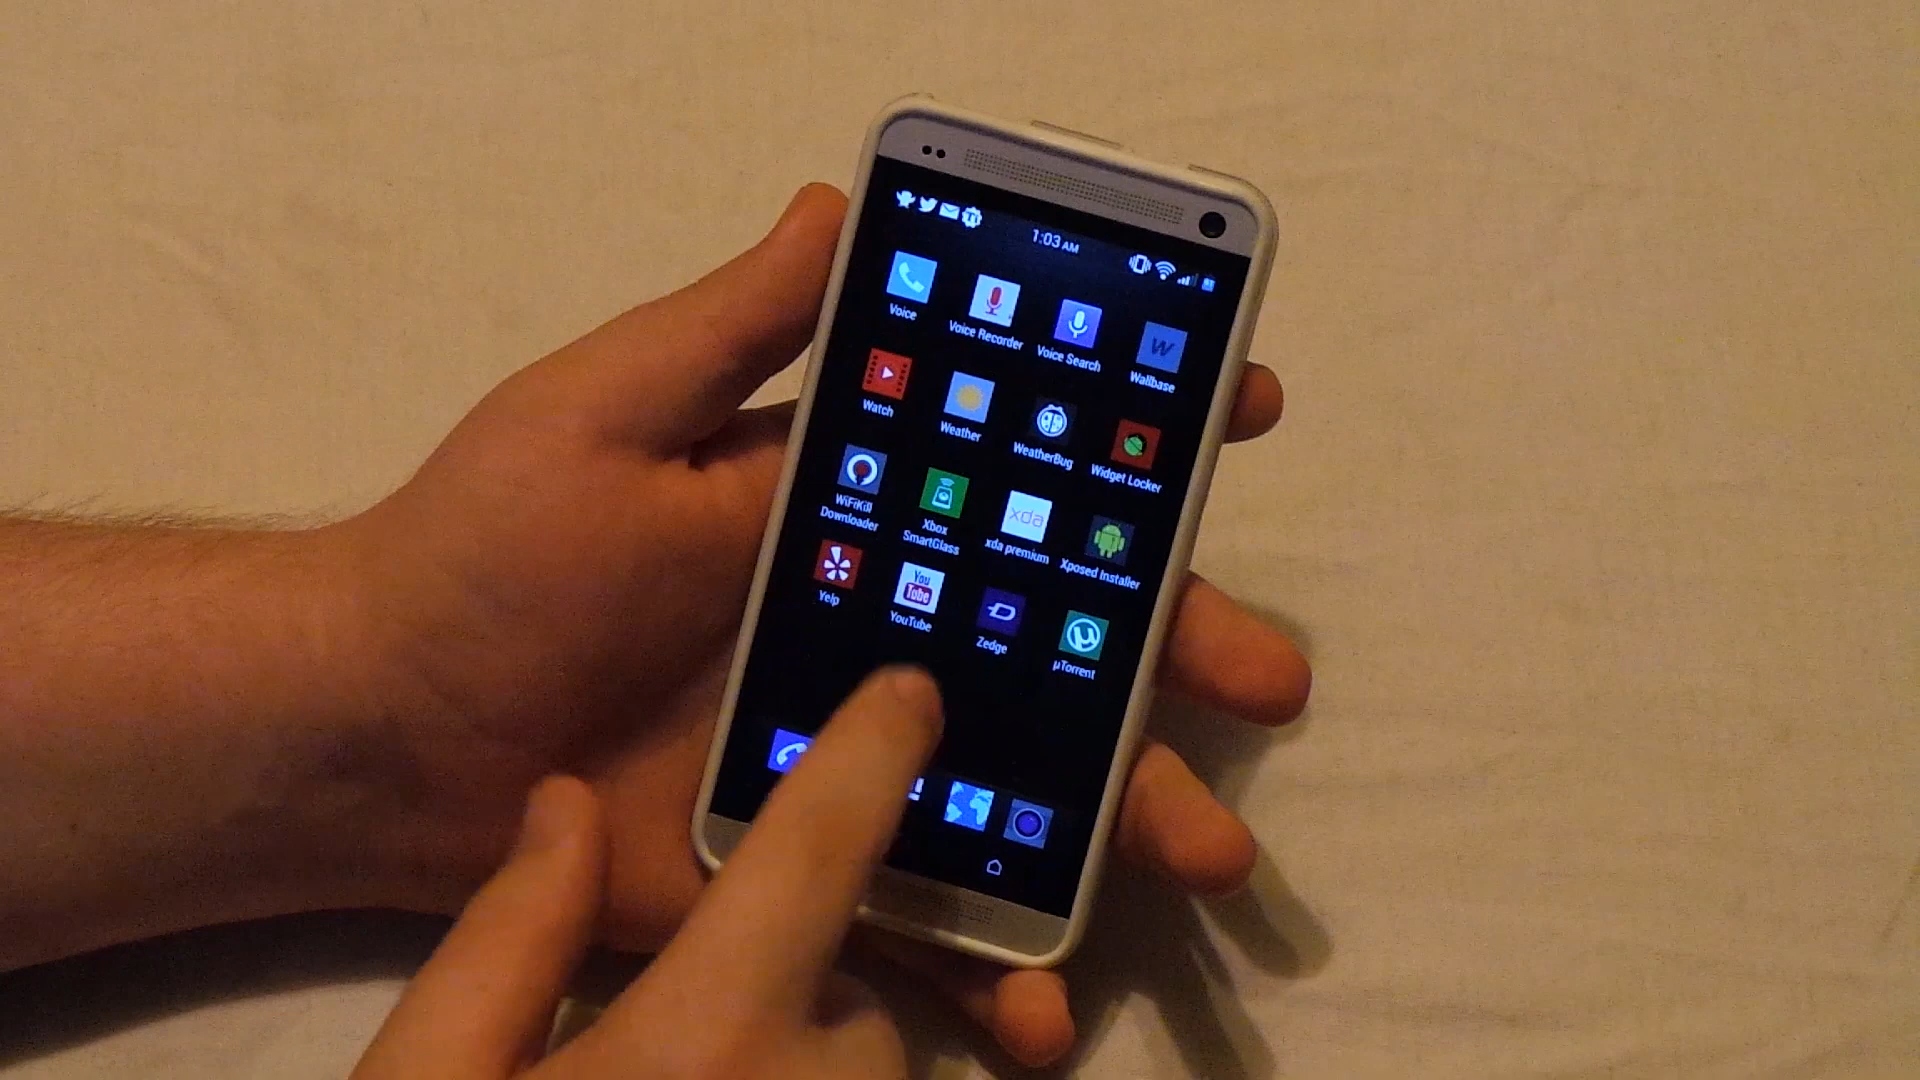 1:03 AM
Voice
Voice Recorder
Voice Search
W
Wallbase
Watch
Weather
WeatherBug
Widget Locker
WiFiKill
Downloader
Xbox
SmartGlass
xda
xda premium
Xposed Installer
Yelp
You
Tube
YouTube
Zedge
µ
µTorrent